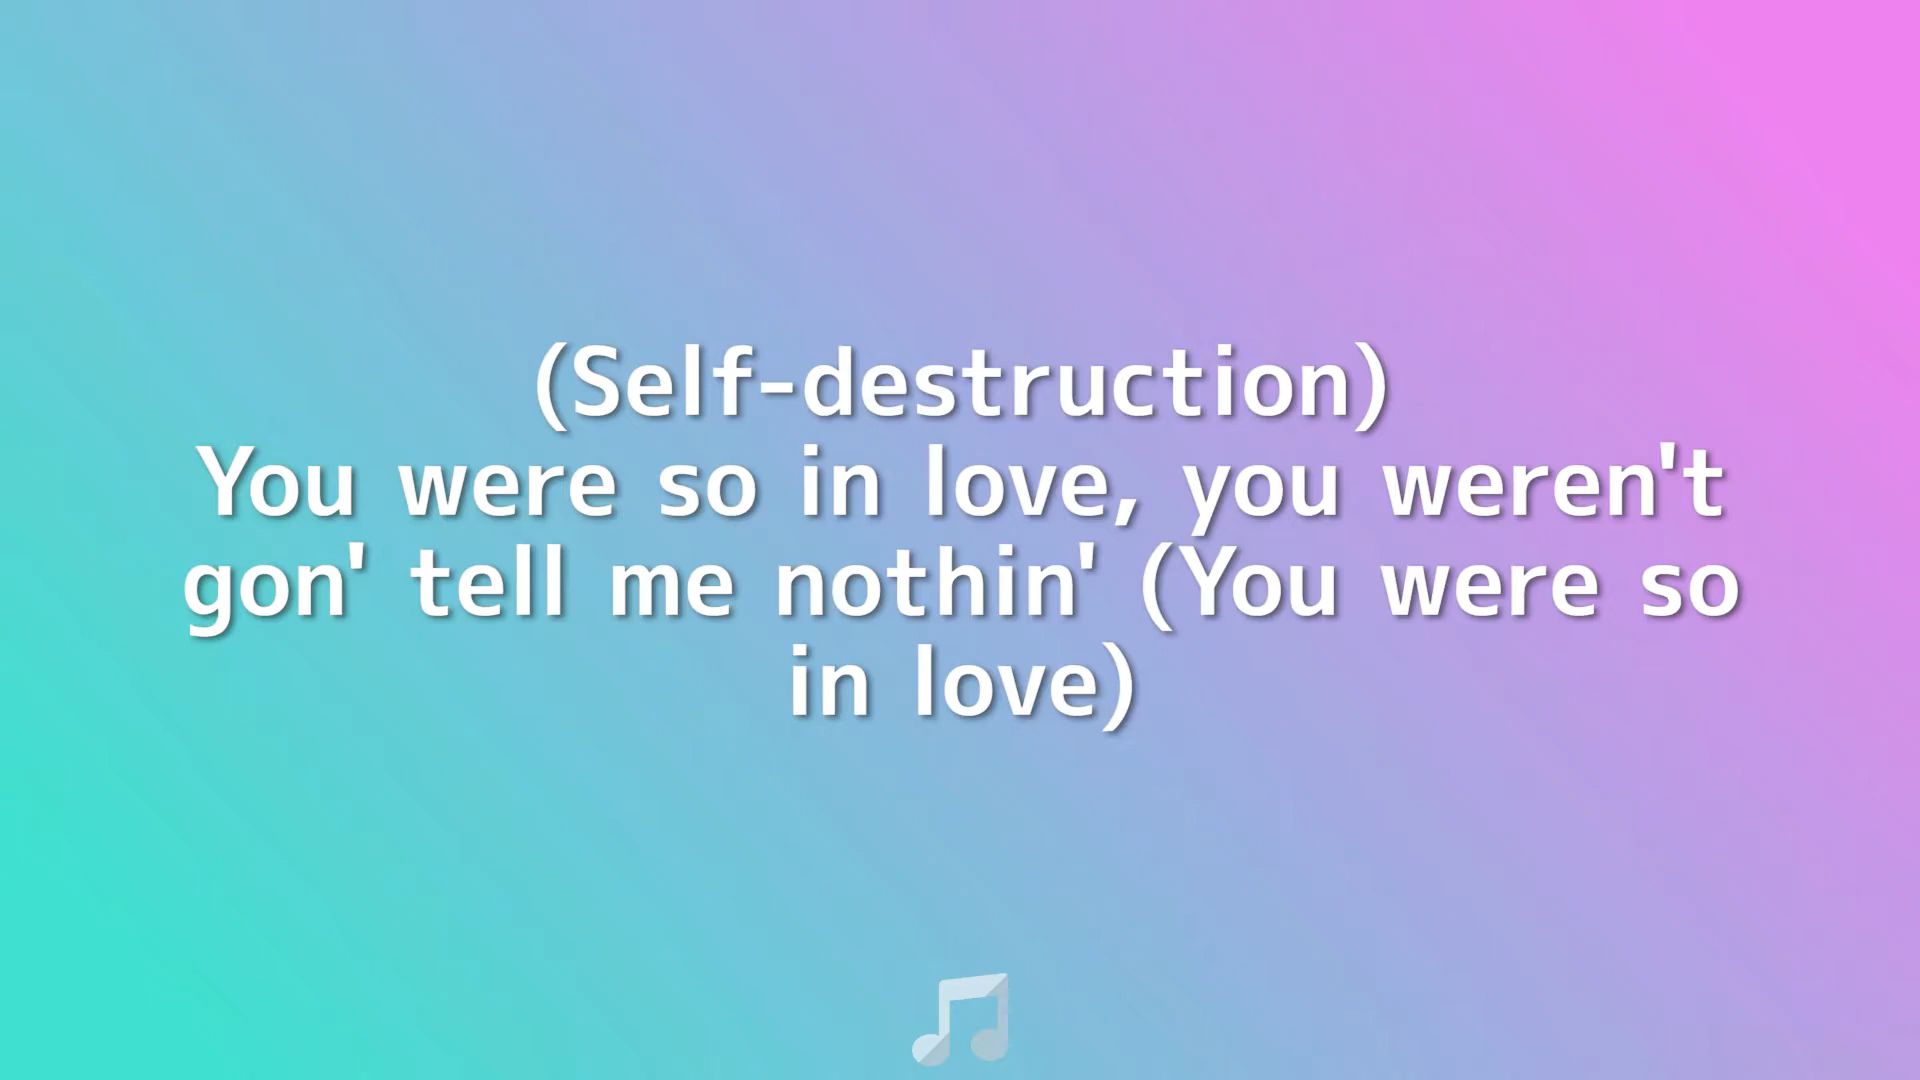 (Self-destruction)
You were so in love, you weren't
gon' tell me nothin' (You were so
in love)